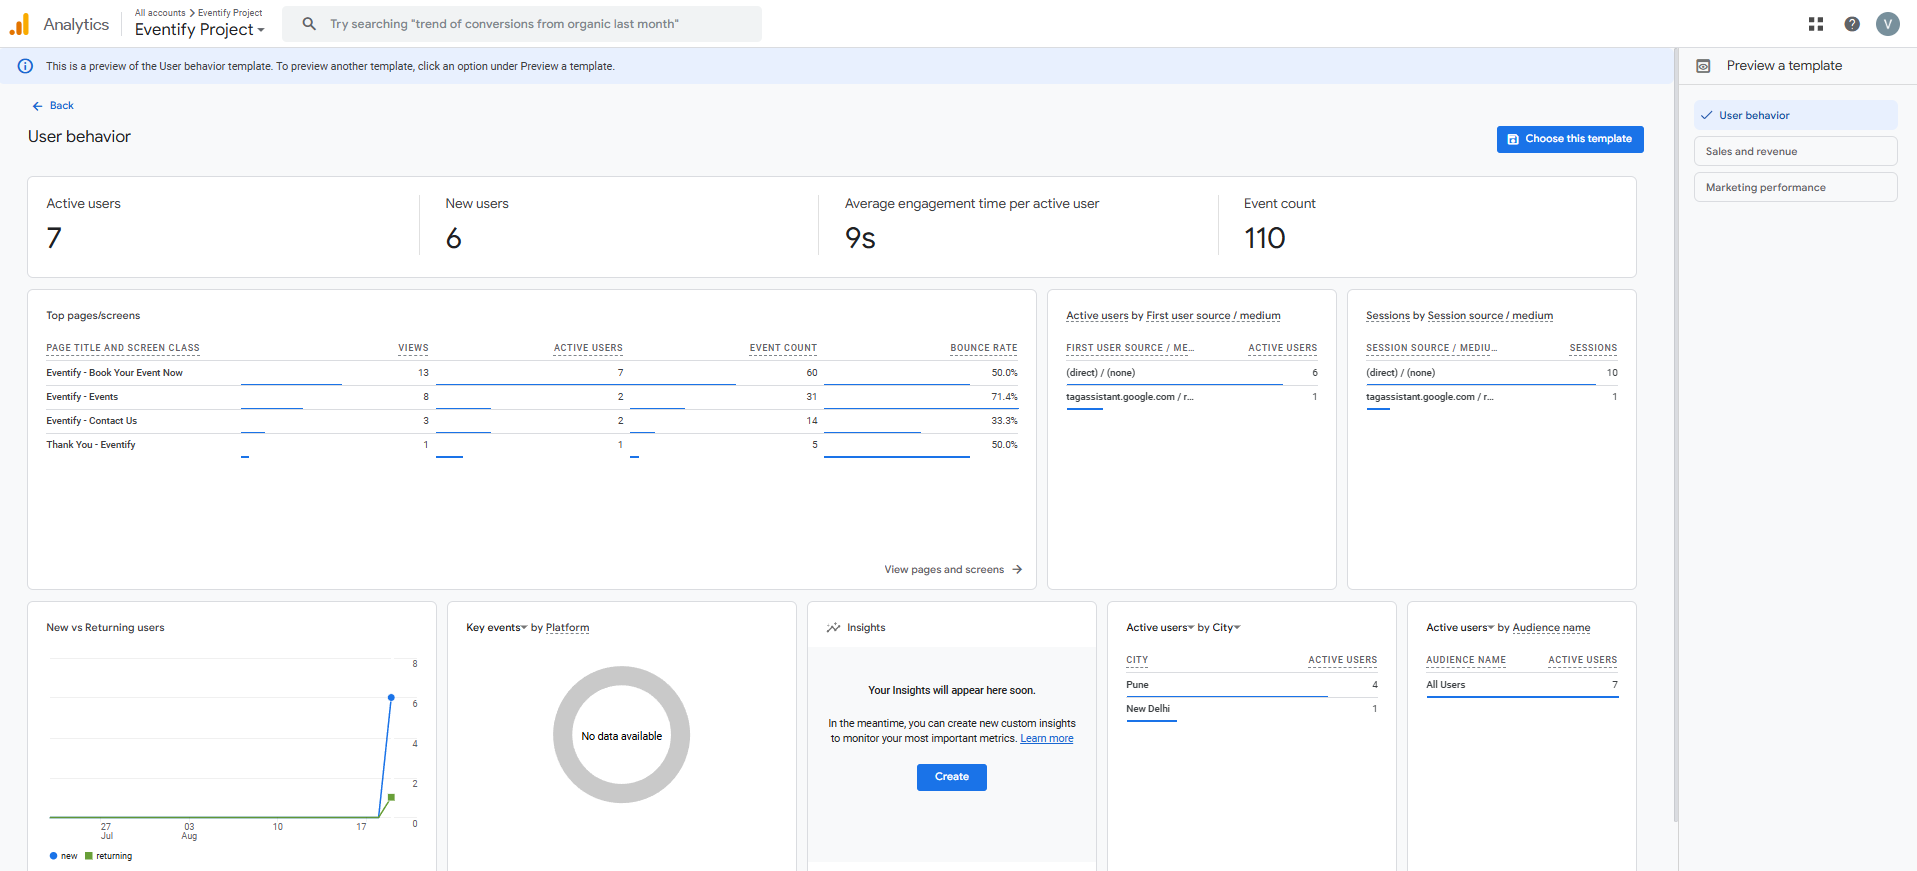 Analytics
All accounts > Eventify Project
Eventify Project
Try searching "trend of conversions from organic last month"
V
This is a preview of the User behavior template. To preview another template, click an option under Preview a template.
Preview a template
User behavior
Sales and revenue
Marketing performance
Back
User behavior
Choose this template
Active users
7
New users
6
Average engagement time per active user
9s
Event count
110
Top pages/screens
PAGE TITLE AND SCREEN CLASS VIEWS ACTIVE USERS EVENT COUNT BOUNCE RATE
Eventify - Book Your Event Now 13 7 60 50.0%
Eventify - Events 8 2 31 71.4%
Eventify - Contact Us 3 2 14 33.3%
Thank You - Eventify 1 1 5 50.0%
View pages and screens
Active users by First user source / medium
FIRST USER SOURCE / ME... ACTIVE USERS
(direct) / (none) 6
tagassistant.google.com / r... 1
Sessions by Session source / medium
SESSION SOURCE / MEDIU... SESSIONS
(direct) / (none) 10
tagassistant.google.com / r... 1
New vs Returning users
8
6
4
2
0
27 Jul
03 Aug
10
17
new returning
Key events by Platform
No data available
Insights
Your Insights will appear here soon.
In the meantime, you can create new custom insights
to monitor your most important metrics. Learn more
Create
Active users by City
CITY ACTIVE USERS
Pune 4
New Delhi 1
Active users by Audience name
AUDIENCE NAME ACTIVE USERS
All Users 7